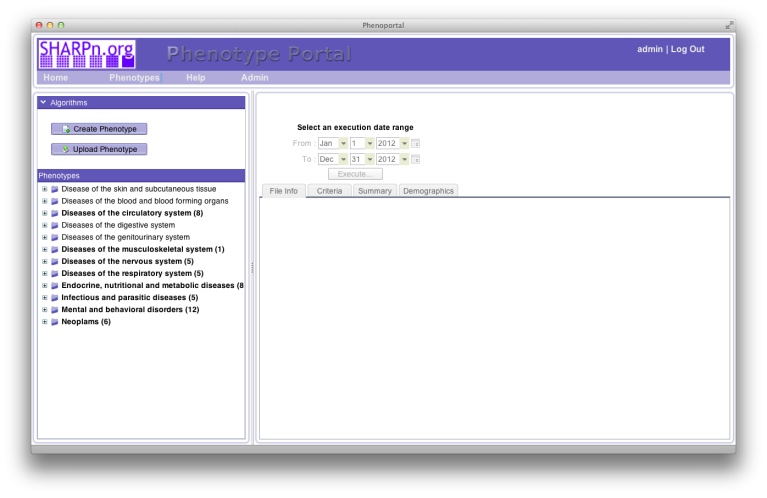 Phenoportal
SHARPn.org
Phenotype Portal
admin | Log Out
Home Phenotypes Help Admin
Algorithms
Create Phenotype
Upload Phenotype
Phenotypes
Disease of the skin and subcutaneous tissue
Diseases of the blood and blood forming organs
Diseases of the circulatory system (8)
Diseases of the digestive system
Diseases of the genitourinary system
Diseases of the musculoskeletal system (1)
Diseases of the nervous system (5)
Diseases of the respiratory system (5)
Endocrine, nutritional and metabolic diseases (8
Infectious and parasitic diseases (5)
Mental and behavioral disorders (12)
Neoplams (6)
Select an execution date range
From : Jan 1 2012
To : Dec 31 2012
Execute...
File Info Criteria Summary Demographics